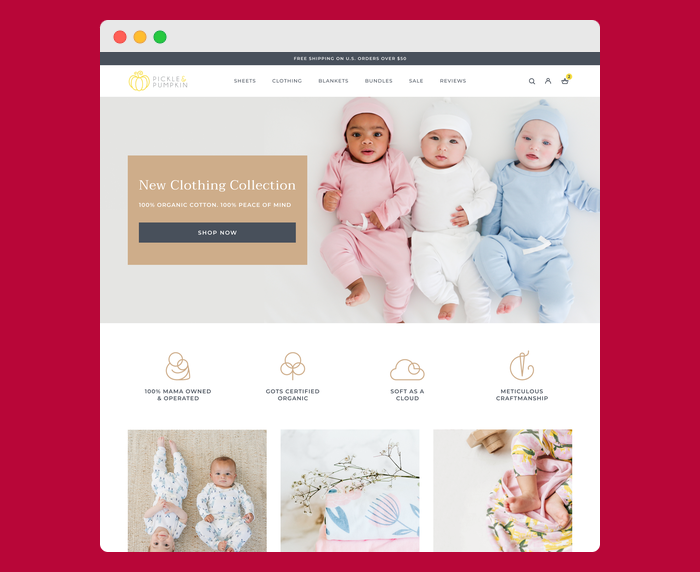 FREE SHIPPING ON U.S. ORDERS OVER $50
PICKLE&
PUMPKIN
SHEETS
CLOTHING
BLANKETS
BUNDLES
SALE
REVIEWS
2
New Clothing Collection
100% ORGANIC COTTON. 100% PEACE OF MIND
SHOP NOW
100% MAMA OWNED
& OPERATED
GOTS CERTIFIED
ORGANIC
SOFT AS A
CLOUD
METICULOUS
CRAFTMANSHIP